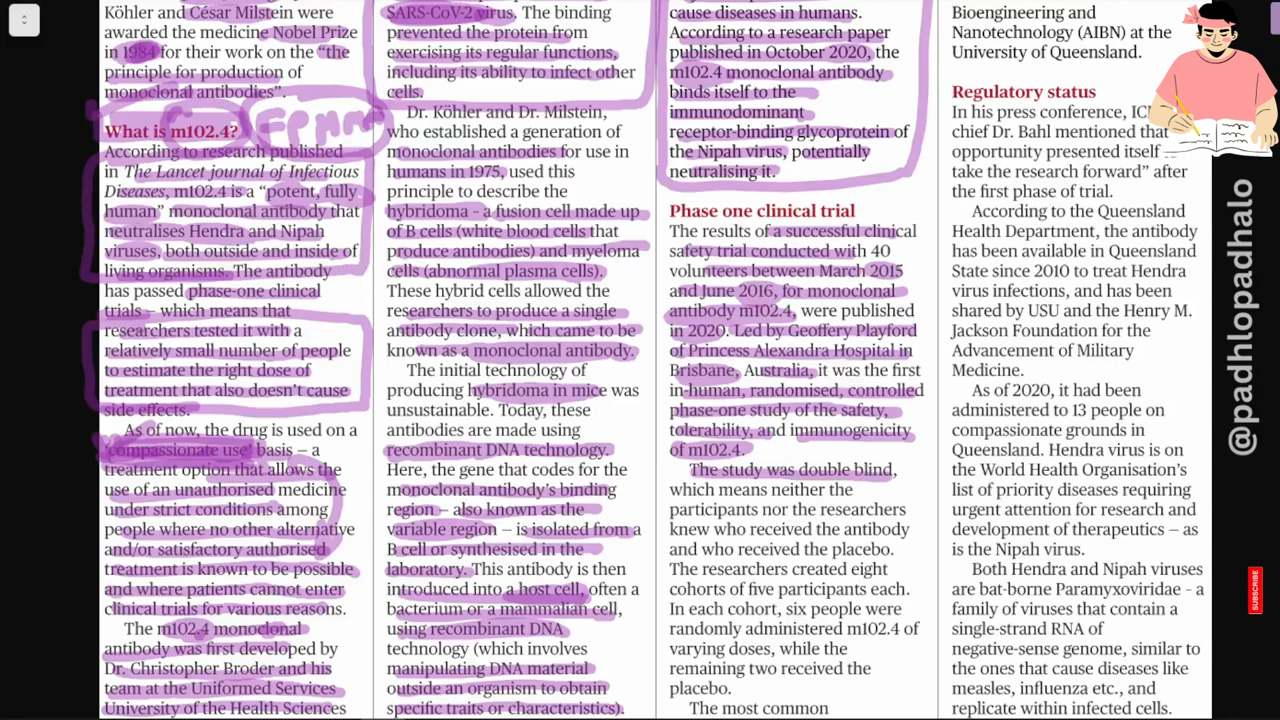 Köhler and César Milstein were
awarded the medicine Nobel Prize
in 1984 for their work on the “the
principle for production of
monoclonal antibodies”.
What is m102.4?
According to research published
in The Lancet journal of Infectious
Diseases, m102.4 is a “potent, fully
human” monoclonal antibody that
neutralises Hendra and Nipah
viruses, both outside and inside of
living organisms. The antibody
has passed phase-one clinical
trials — which means that
researchers tested it with a
relatively small number of people
to estimate the right dose of
treatment that also doesn’t cause
side effects.
As of now, the drug is used on a
‘compassionate use’ basis — a
treatment option that allows the
use of an unauthorised medicine
under strict conditions among
people where no other alternative
and/or satisfactory authorised
treatment is known to be possible
and where patients cannot enter
clinical trials for various reasons.
The m102.4 monoclonal
antibody was first developed by
Dr. Christopher Broder and his
team at the Uniformed Services
University of the Health Sciences
SARS-CoV-2 virus. The binding
prevented the protein from
exercising its regular functions,
including its ability to infect other
cells.
Dr. Köhler and Dr. Milstein,
who established a generation of
monoclonal antibodies for use in
humans in 1975, used this
principle to describe the
hybridoma - a fusion cell made up
of B cells (white blood cells that
produce antibodies) and myeloma
cells (abnormal plasma cells).
These hybrid cells allowed the
researchers to produce a single
antibody clone, which came to be
known as a monoclonal antibody.
The initial technology of
producing hybridoma in mice was
unsustainable. Today, these
antibodies are made using
recombinant DNA technology.
Here, the gene that codes for the
monoclonal antibody’s binding
region — also known as the
variable region — is isolated from a
B cell or synthesised in the
laboratory. This antibody is then
introduced into a host cell, often a
bacterium or a mammalian cell,
using recombinant DNA
technology (which involves
manipulating DNA material
outside an organism to obtain
specific traits or characteristics).
cause diseases in humans.
According to a research paper
published in October 2020, the
m102.4 monoclonal antibody
binds itself to the
immunodominant
receptor-binding glycoprotein of
the Nipah virus, potentially
neutralising it.
Phase one clinical trial
The results of a successful clinical
safety trial conducted with 40
volunteers between March 2015
and June 2016, for monoclonal
antibody m102.4, were published
in 2020. Led by Geoffery Playford
of Princess Alexandra Hospital in
Brisbane, Australia, it was the first
in-human, randomised, controlled
phase-one study of the safety,
tolerability, and immunogenicity
of m102.4.
The study was double blind,
which means neither the
participants nor the researchers
knew who received the antibody
and who received the placebo.
The researchers created eight
cohorts of five participants each.
In each cohort, six people were
randomly administered m102.4 of
varying doses, while the
remaining two received the
placebo.
The most common
Bioengineering and
Nanotechnology (AIBN) at the
University of Queensland.
Regulatory status
In his press conference,
chief Dr. Bahl mentioned that
opportunity presented itself
take the research forward” after
the first phase of trial.
According to the Queensland
Health Department, the antibody
has been available in Queensland
State since 2010 to treat Hendra
virus infections, and has been
shared by USU and the Henry M.
Jackson Foundation for the
Advancement of Military
Medicine.
As of 2020, it had been
administered to 13 people on
compassionate grounds in
Queensland. Hendra virus is on
the World Health Organisation’s
list of priority diseases requiring
urgent attention for research and
development of therapeutics — as
is the Nipah virus.
Both Hendra and Nipah viruses
are bat-borne Paramyxoviridae - a
family of viruses that contain a
single-strand RNA of
negative-sense genome, similar to
the ones that cause diseases like
measles, influenza etc., and
replicate within infected cells.
@padhlopadhalo
SUBSCRIBE